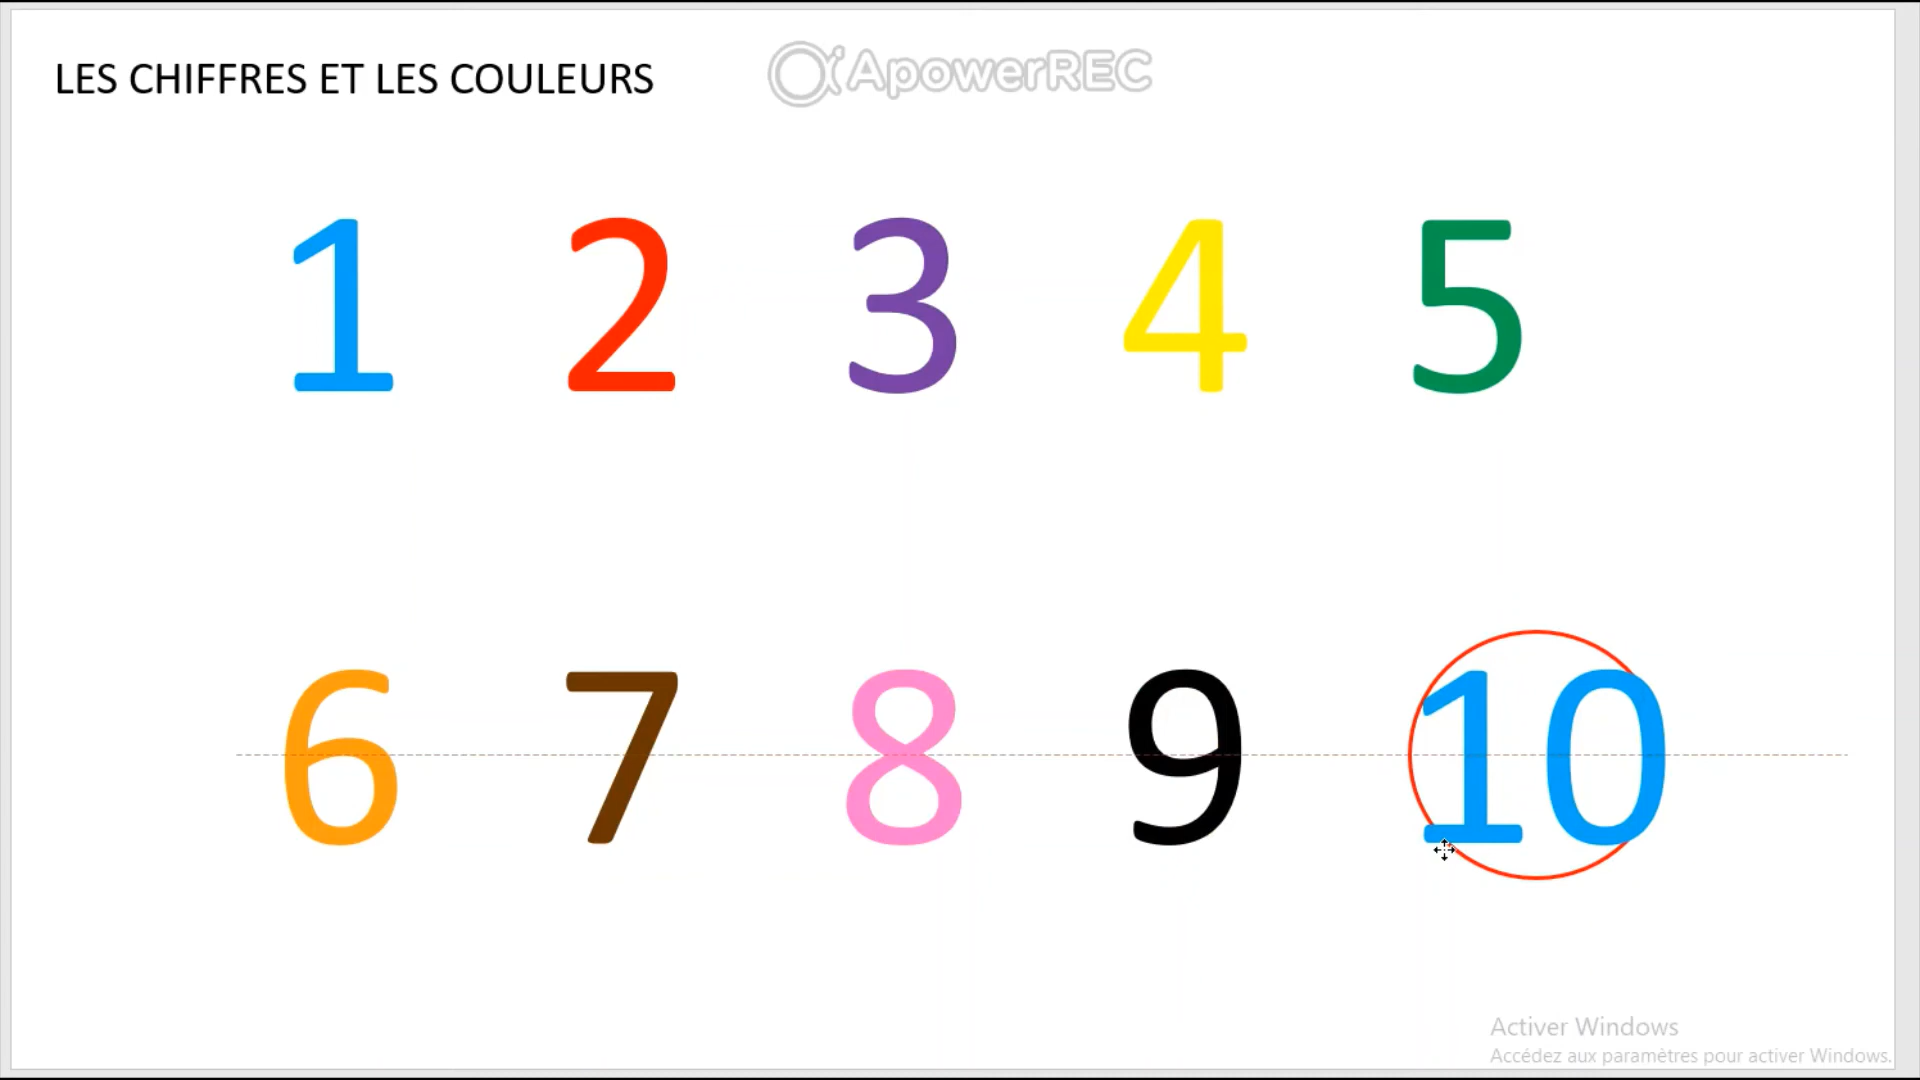 LES CHIFFRES ET LES COULEURS
ApowerREC
1 2 3 4 5
6 7 8 9 10
Activer Windows
Accédez aux paramètres pour activer Windows.